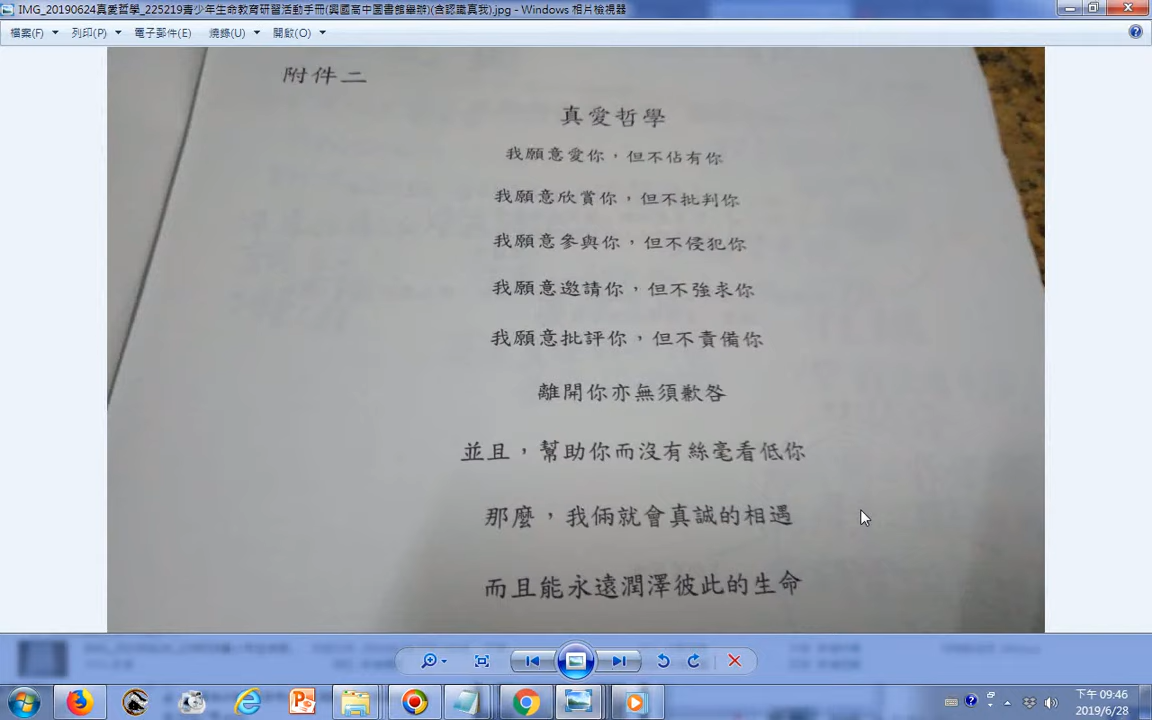 IMG_20190624真愛哲學_225219青少年生命教育研習活動手冊(興國高中圖書館舉辦)(含認識真我).jpg - Windows 相片檢視器
檔案(F) 列印(P) 電子郵件(E) 燒錄(U) 開啟(O)
附件二
真愛哲學
我願意愛你，但不佔有你
我願意欣賞你，但不批判你
我願意參與你，但不侵犯你
我願意邀請你，但不強求你
我願意批評你，但不責備你
離開你亦無須歉咎
並且，幫助你而沒有絲毫看低你
那麼，我倆就會真誠的相遇
而且能永遠潤澤彼此的生命
下午 09:46
2019/6/28